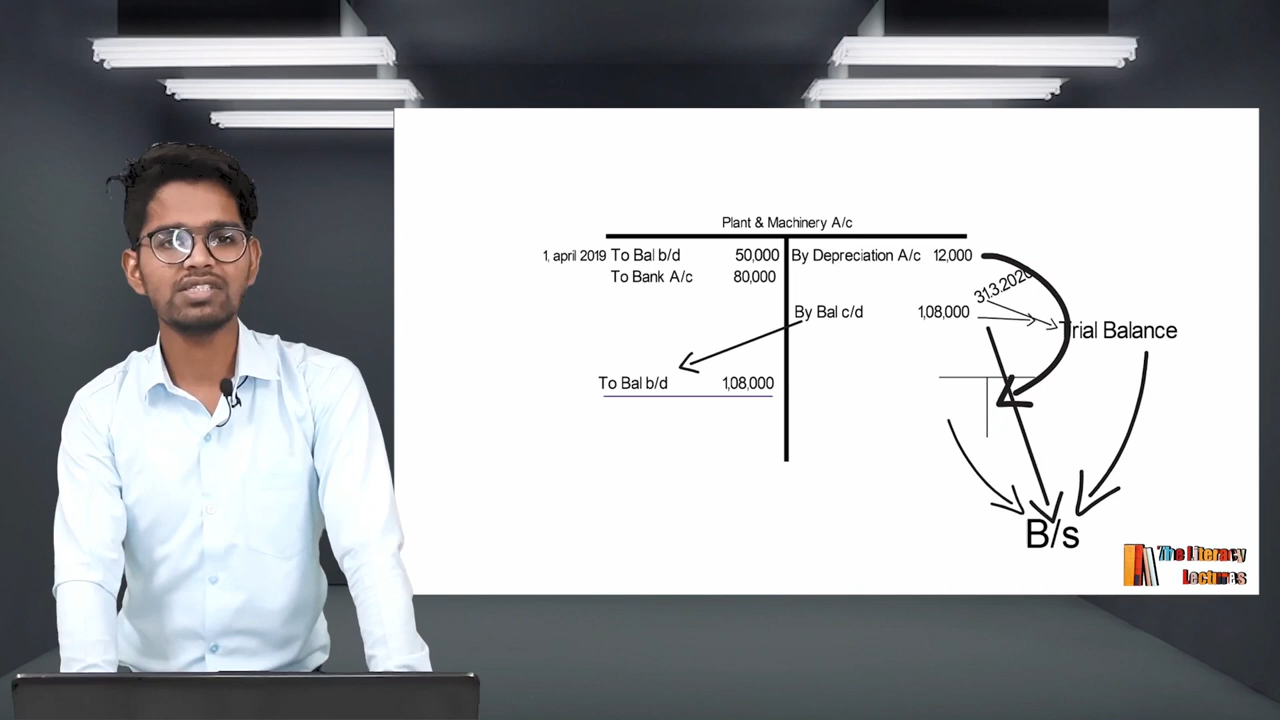 Plant & Machinery A/c
1, april 2019 To Bal b/d 50,000 By Depreciation A/c 12,000
To Bank A/c 80,000
31.3.2020
By Bal c/d 1,08,000
Trial Balance
To Bal b/d 1,08,000
B/s
The Literacy
Lectures